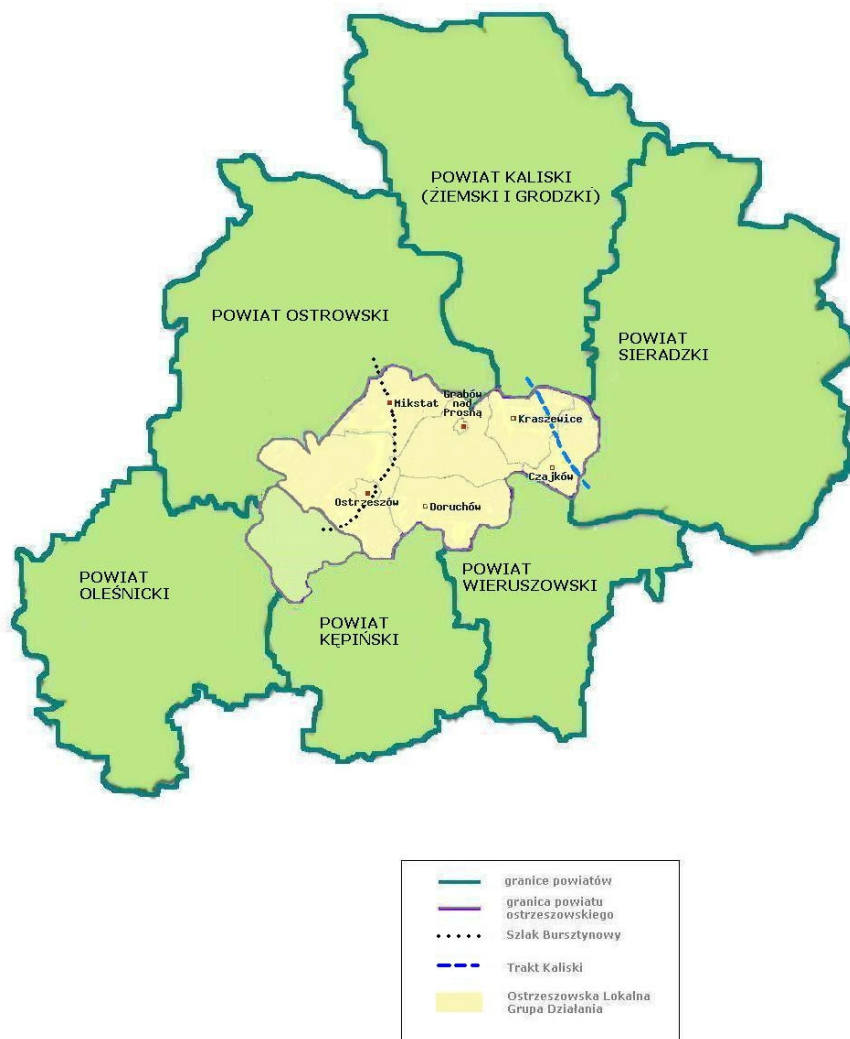 POWIAT KALISKI
(ZIEMSKI I GRODZKI)
POWIAT OSTROWSKI
POWIAT
SIERADZKI
Mikstat
Grabów
nad
Prosną
Kraszewice
Czajków
Ostrzeszów
Doruchów
POWIAT
OLEŚNICKI
POWIAT
WIERUSZOWSKI
POWIAT
KĘPIŃSKI
granice powiatów
granica powiatu
ostrzeszowskiego
Szlak Bursztynowy
Trakt Kaliski
Ostrzeszowska Lokalna
Grupa Działania